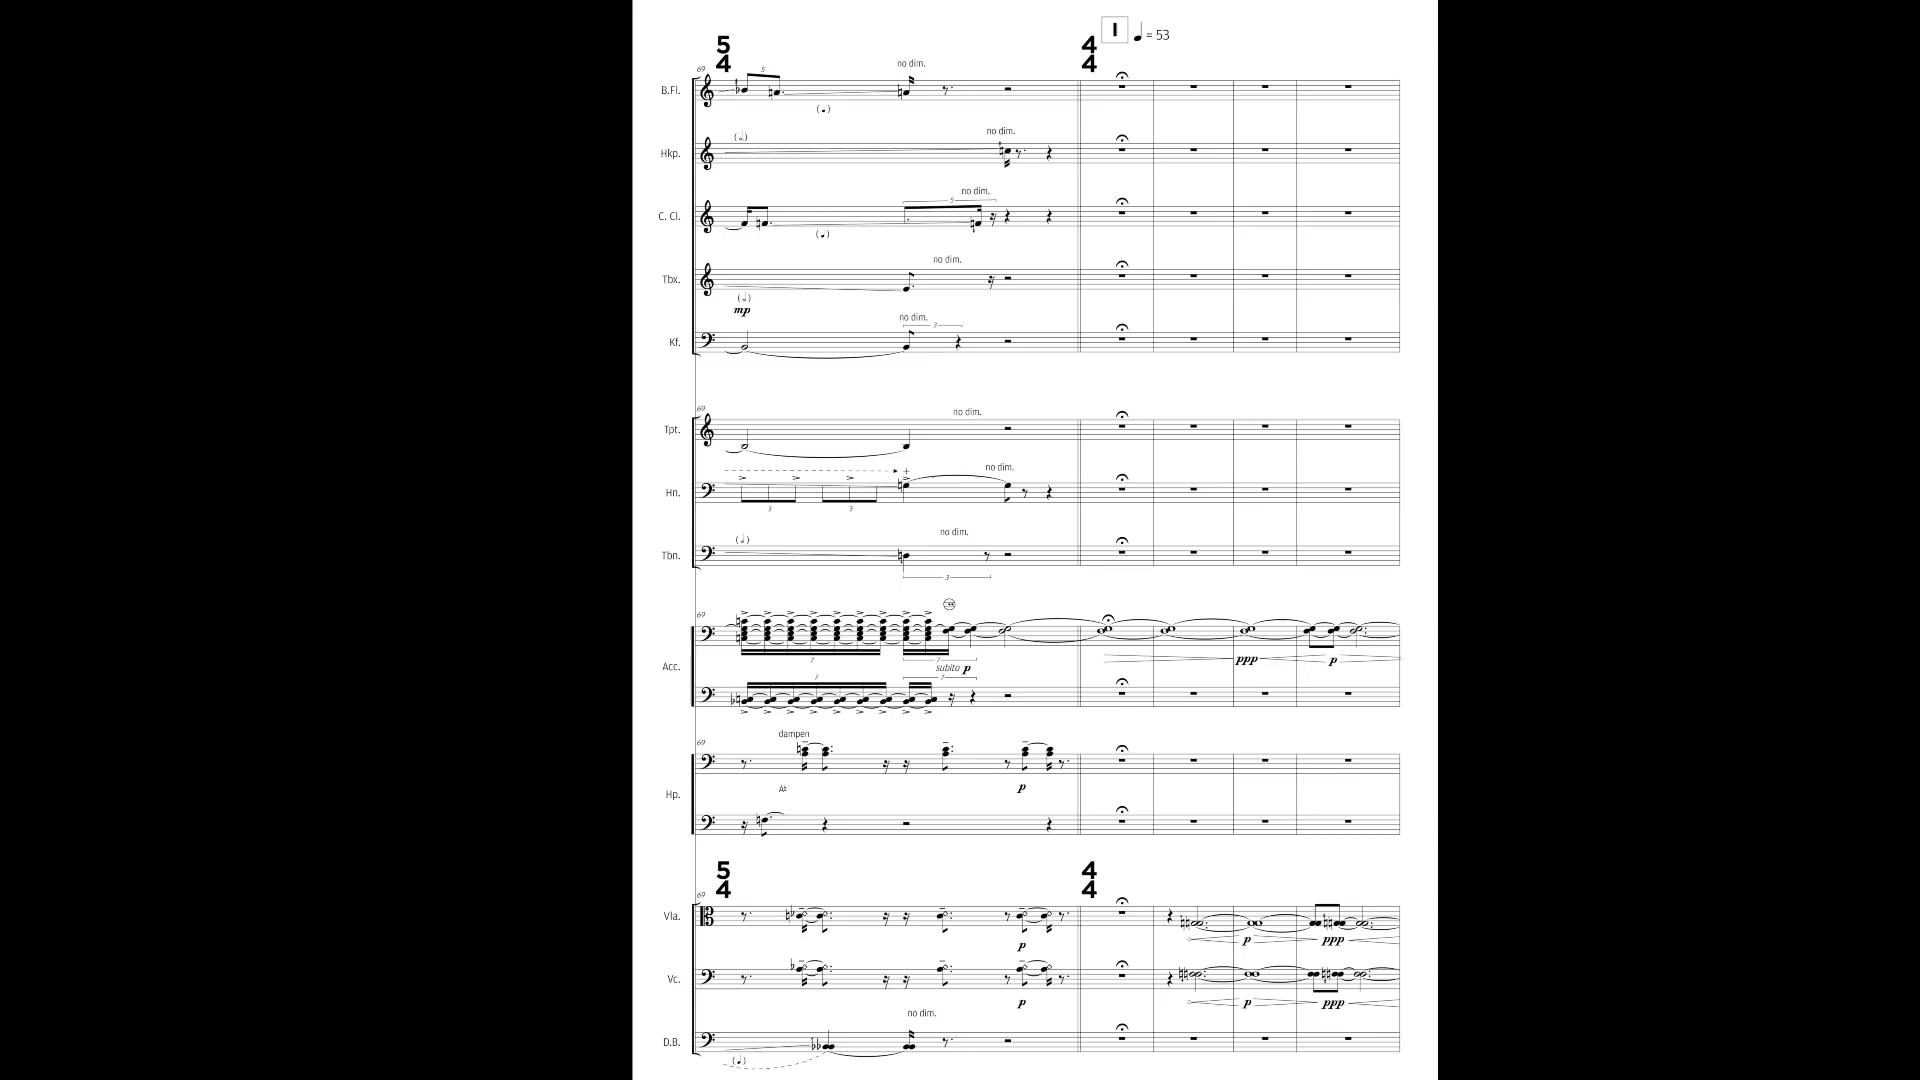 5
4
4
4
I = 53
69
B.Fl.
5
no dim.
( )
Hkp.
( )
no dim.
C. Cl.
no dim.
5
( )
Tbx.
no dim.
( )
mp
Kf.
no dim.
3
69
Tpt.
no dim.
Hn.
+
no dim.
3
3
Tbn.
( )
no dim.
3
69
Acc.
7
7
subito p
ppp
p
7
7
69
dampen
Hp.
A♮
p
5
4
4
4
69
Vla.
p
p
ppp
Vc.
p
p
ppp
D.B.
no dim.
( )